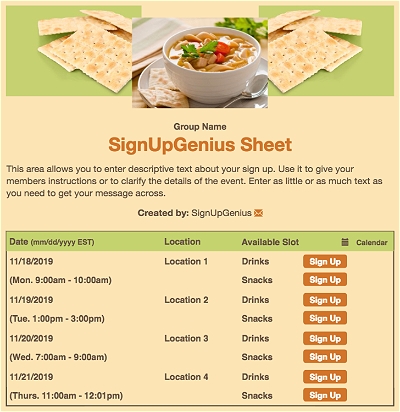 Group Name
SignUpGenius Sheet
This area allows you to enter descriptive text about your sign up. Use it to give your
members instructions or to clarify the details of the event. Enter as little or as much text as
you need to get your message across.
Created by: SignUpGenius
Date (mm/dd/yyyy EST) Location Available Slot Calendar
11/18/2019 Location 1 Drinks Sign Up
(Mon. 9:00am - 10:00am) Snacks Sign Up
11/19/2019 Location 2 Drinks Sign Up
(Tue. 1:00pm - 3:00pm) Snacks Sign Up
11/20/2019 Location 3 Drinks Sign Up
(Wed. 7:00am - 9:00am) Snacks Sign Up
11/21/2019 Location 4 Drinks Sign Up
(Thurs. 11:00am - 12:01pm) Snacks Sign Up